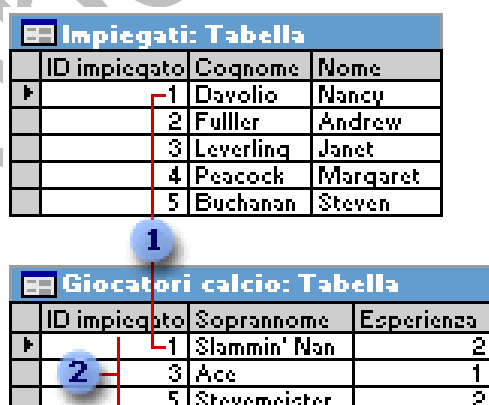 Impiegati: Tabella
ID impiegato Cognome Nome
1 Davolio Nancy
2 Fulller Andrew
3 Leverling Janet
4 Peacock Margaret
5 Buchanan Steven
1
Giocatori calcio: Tabella
ID impiegato Soprannome Esperienza
1 Slammin' Nan 2
2
3 Ace 1
5 Stevemeister 2